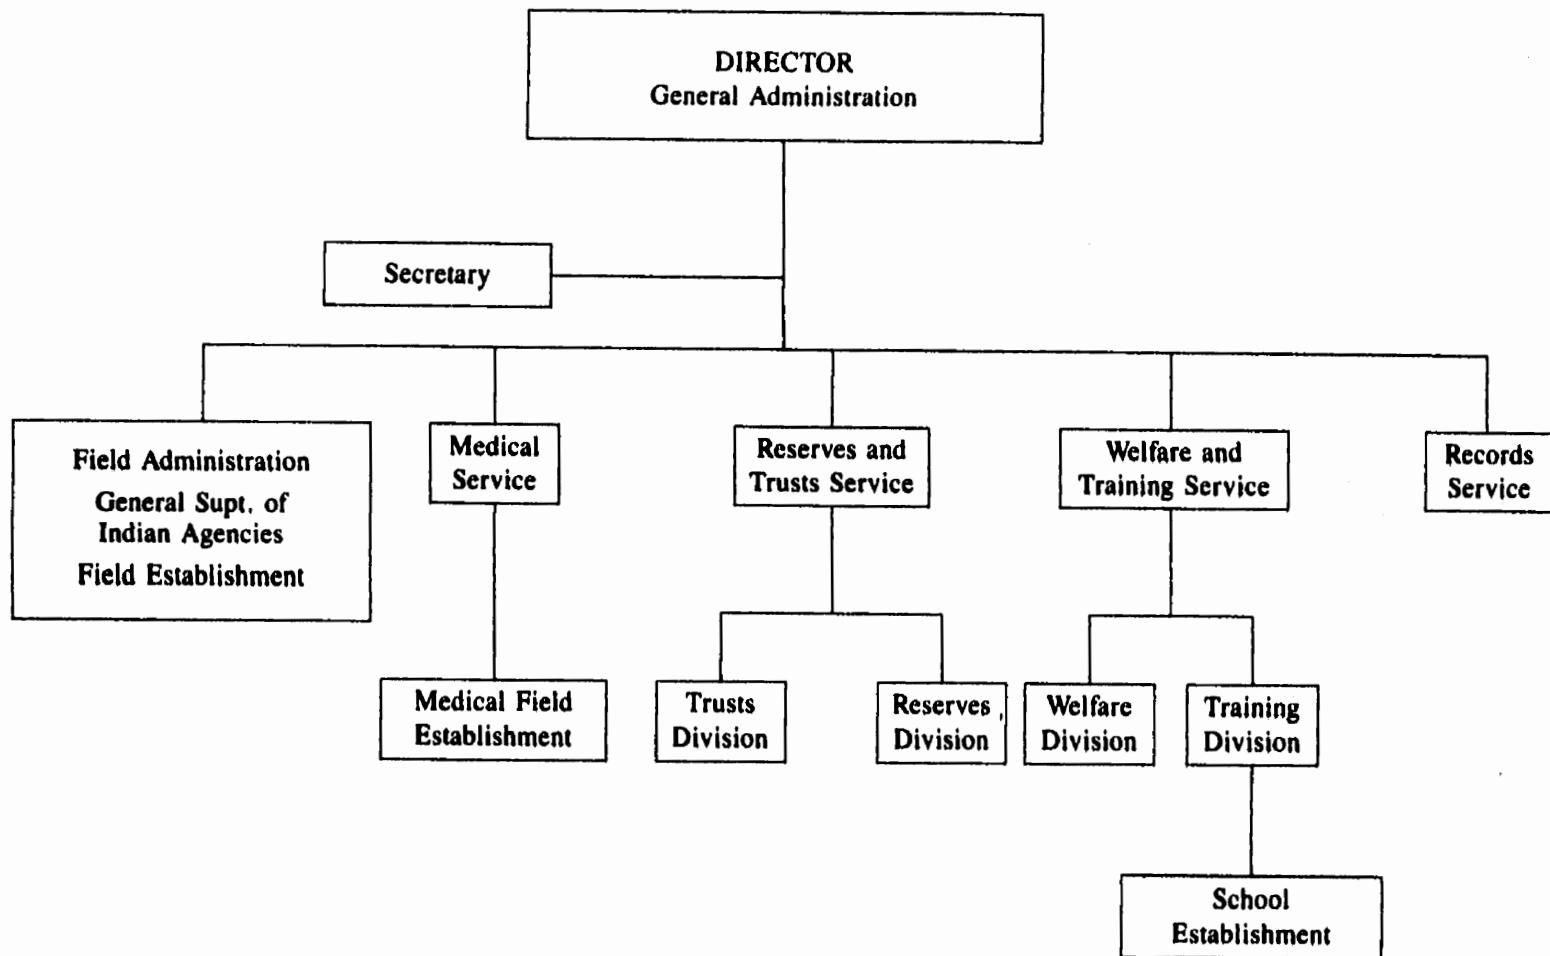 DIRECTOR
General Administration
Secretary
Field Administration
General Supt. of
Indian Agencies
Field Establishment
Medical
Service
Reserves and
Trusts Service
Welfare and
Training Service
Records
Service
Medical Field
Establishment
Trusts
Division
Reserves
Division
Welfare
Division
Training
Division
School
Establishment